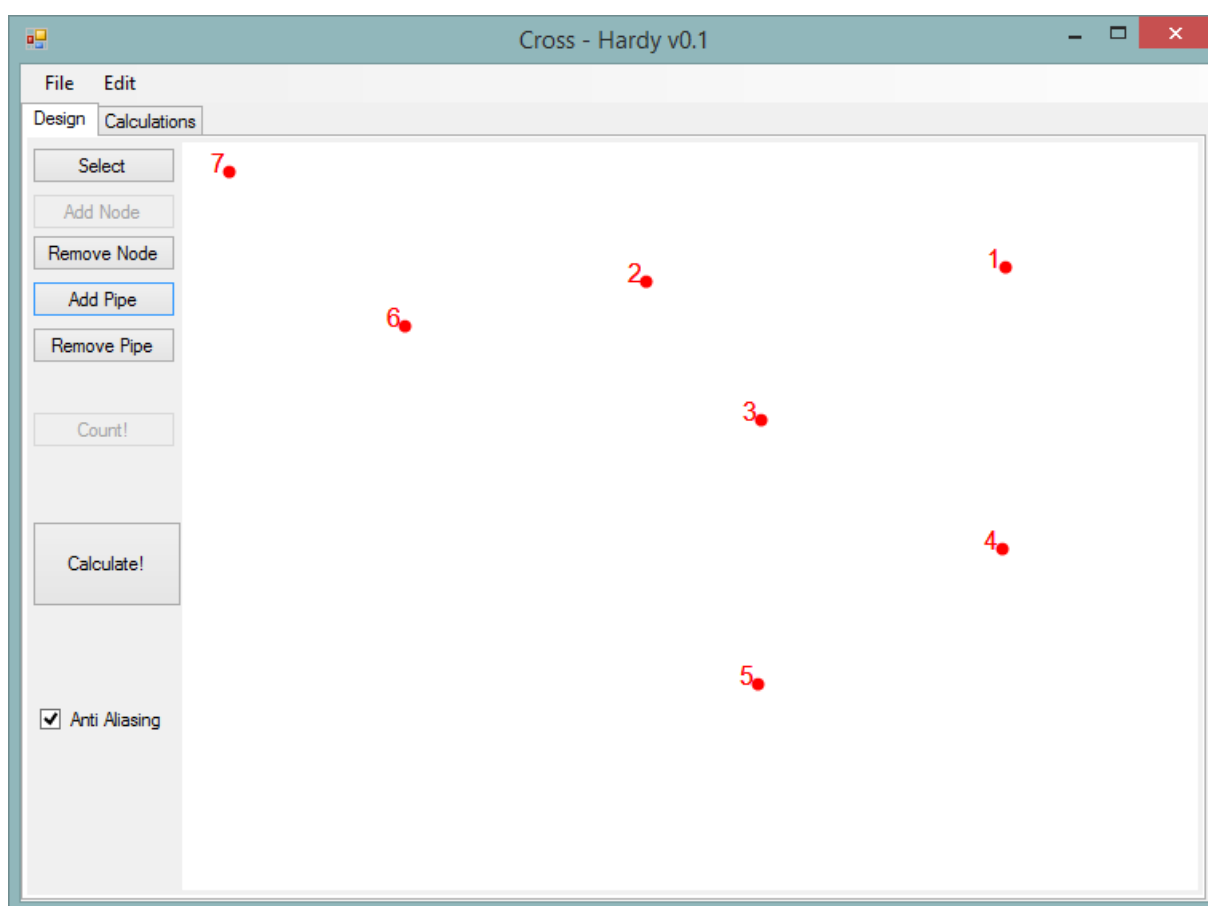 Cross - Hardy v0.1
File Edit
Design Calculations
Select
7
Add Node
Remove Node
1
2
Add Pipe
6
Remove Pipe
3
Count!
4
Calculate!
5
Anti Aliasing